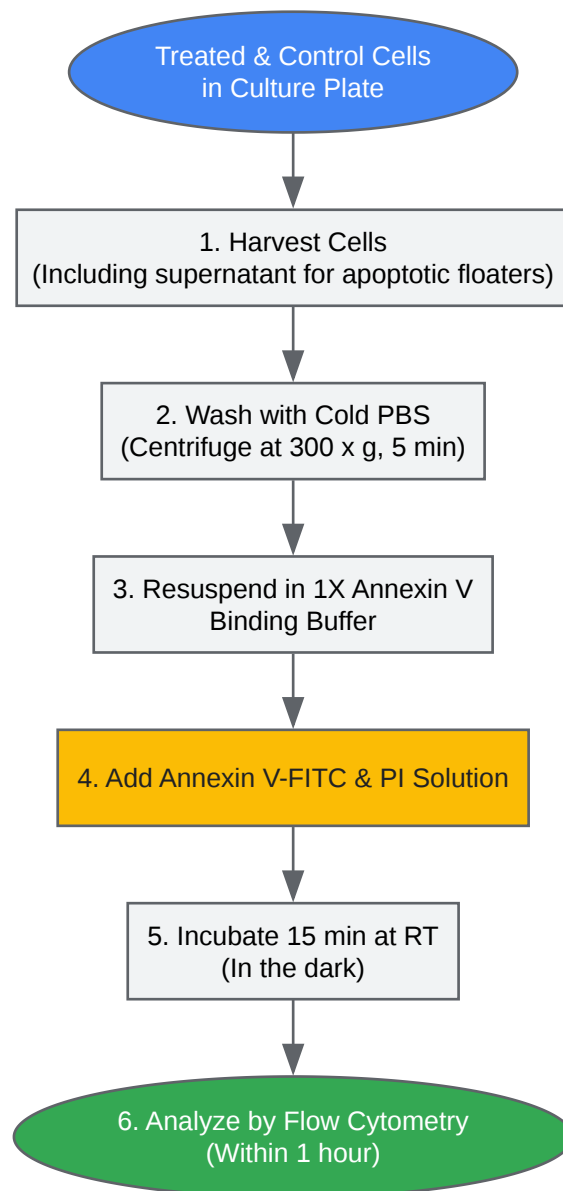 Treated & Control Cells
in Culture Plate
1. Harvest Cells
(Including supernatant for apoptotic floaters)
2. Wash with Cold PBS
(Centrifuge at 300 x g, 5 min)
3. Resuspend in 1X Annexin V
Binding Buffer
4. Add Annexin V-FITC & PI Solution
5. Incubate 15 min at RT
(In the dark)
6. Analyze by Flow Cytometry
(Within 1 hour)